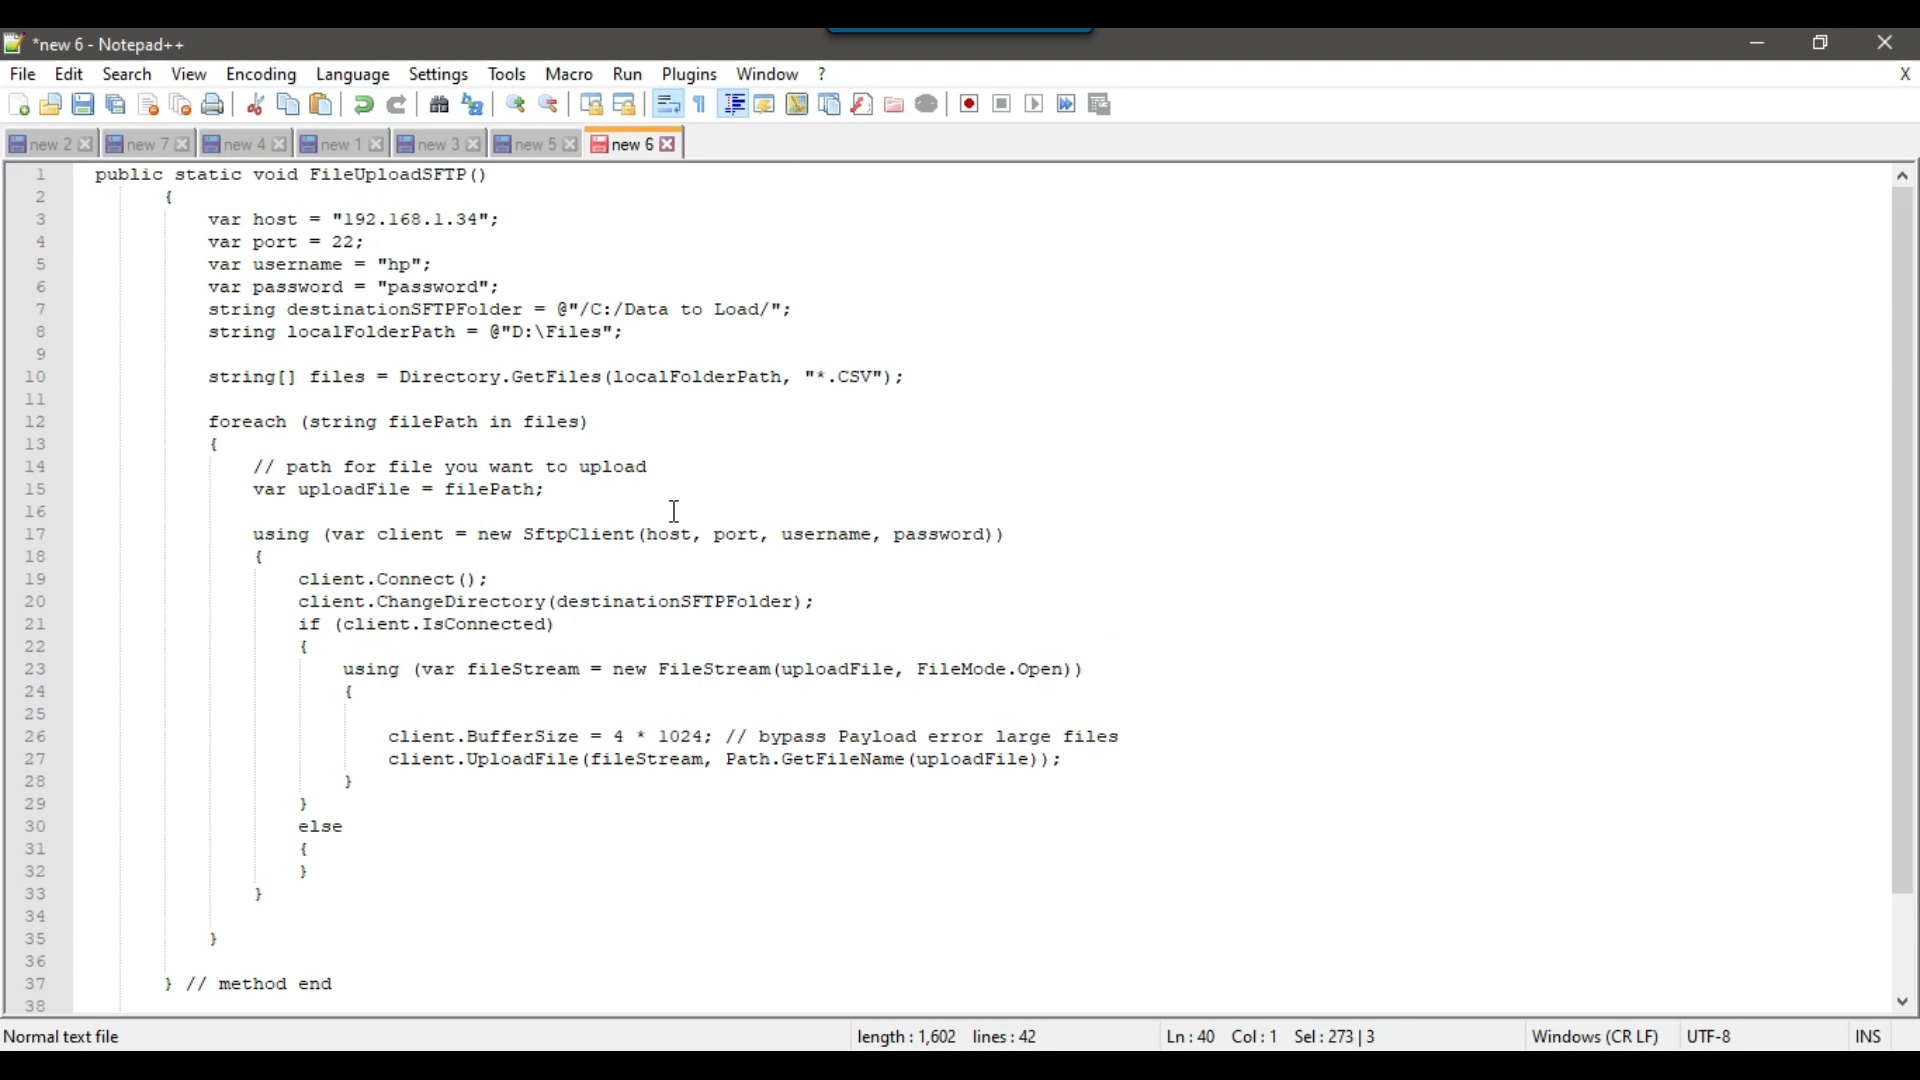 *new 6 - Notepad++
File Edit Search View Encoding Language Settings Tools Macro Run Plugins Window ? X
new 2 new 7 new 4 new 1 new 3 new 5 new 6
1 public static void FileUploadSFTP()
2 {
3 var host = "192.168.1.34";
4 var port = 22;
5 var username = "hp";
6 var password = "password";
7 string destinationSFTPFolder = @"/C:/Data to Load/";
8 string localFolderPath = @"D:\Files";
9
10 string[] files = Directory.GetFiles(localFolderPath, "*.CSV");
11
12 foreach (string filePath in files)
13 {
14 // path for file you want to upload
15 var uploadFile = filePath;
16
17 using (var client = new SftpClient(host, port, username, password))
18 {
19 client.Connect();
20 client.ChangeDirectory(destinationSFTPFolder);
21 if (client.IsConnected)
22 {
23 using (var fileStream = new FileStream(uploadFile, FileMode.Open))
24 {
25
26 client.BufferSize = 4 * 1024; // bypass Payload error large files
27 client.UploadFile(fileStream, Path.GetFileName(uploadFile));
28 }
29 }
30 else
31 {
32 }
33 }
34
35 }
36
37 } // method end
38
Normal text file length : 1,602 lines : 42 Ln : 40 Col : 1 Sel : 273 | 3 Windows (CR LF) UTF-8 INS